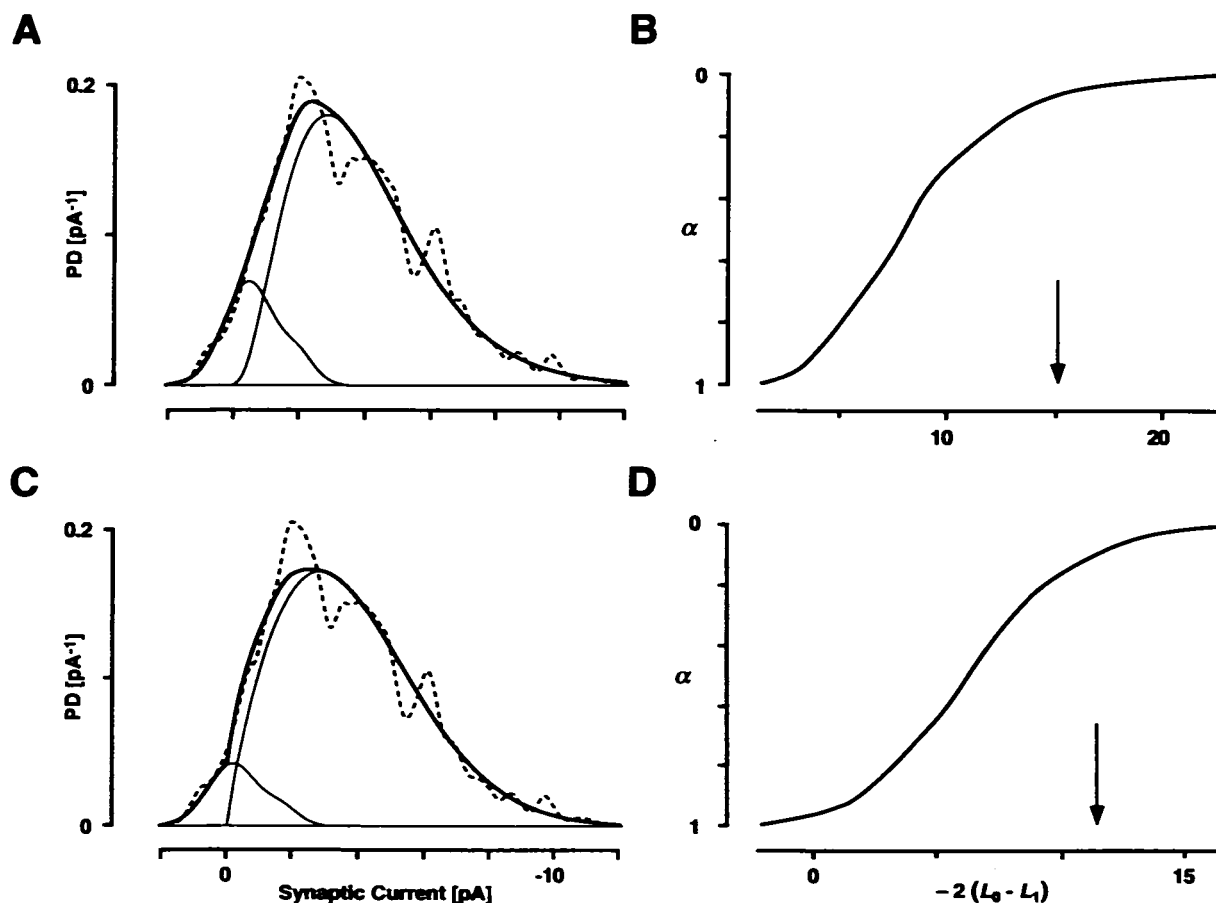 A
B
0.2
PD [pA⁻¹]
0
0
α
1
10
20
C
D
0.2
PD [pA⁻¹]
0
0
-10
Synaptic Current [pA]
0
α
1
0
15
−2 (L₀ - L₁)